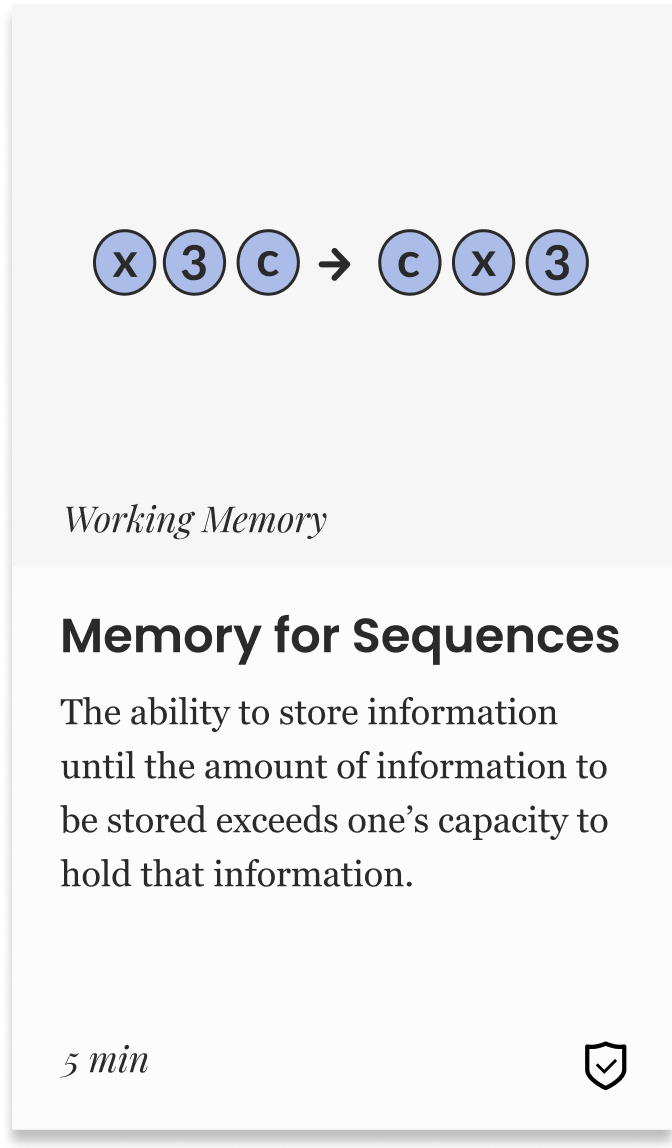 x 3 c → c x 3
Working Memory
Memory for Sequences
The ability to store information
until the amount of information to
be stored exceeds one’s capacity to
hold that information.
5 min